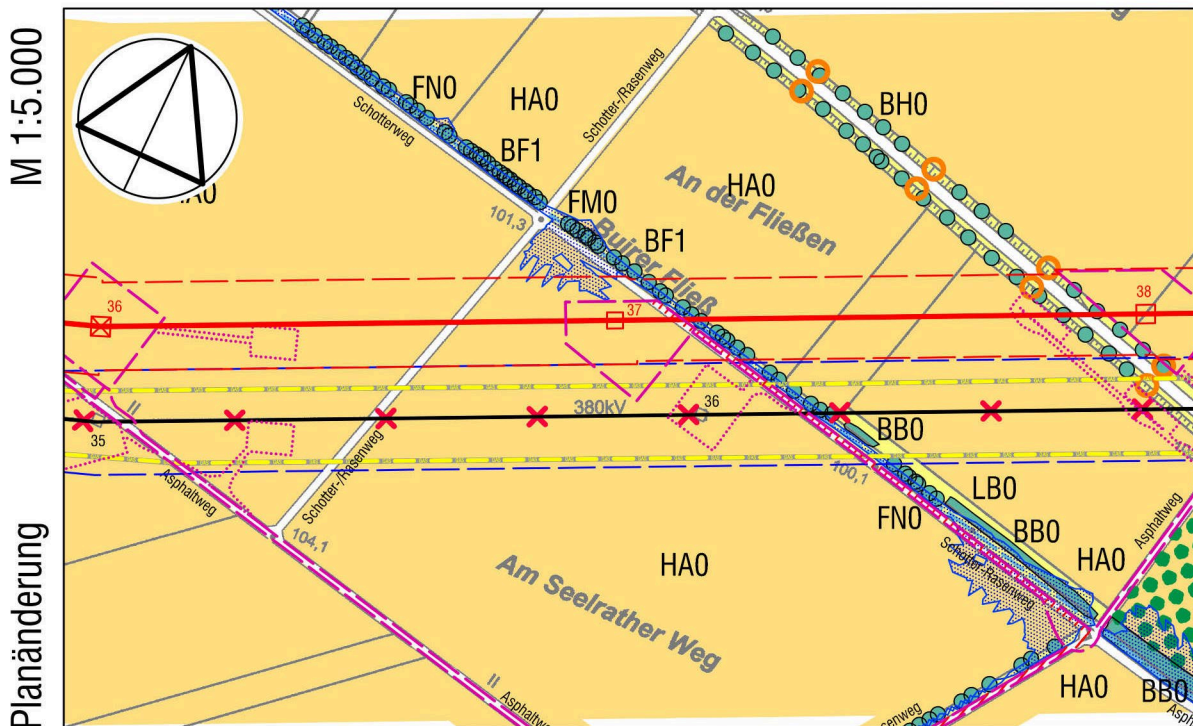 M 1:5.000
Planänderung
FN0
HA0
BF1
Schotterweg
Schotter-/Rasenweg
BH0
HA0
An der Fließen
FM0
101,3
BF1
Buirer Fließ
HA0
36
37
38
380kV
36
35
II
BB0
Asphaltweg
Schotter-/Rasenweg
100,1
LB0
FN0
BB0
104,1
HA0
HA0
Asphaltweg
Schotter-/Rasenweg
Am Seelrather Weg
II
Asphaltweg
HA0
BB0